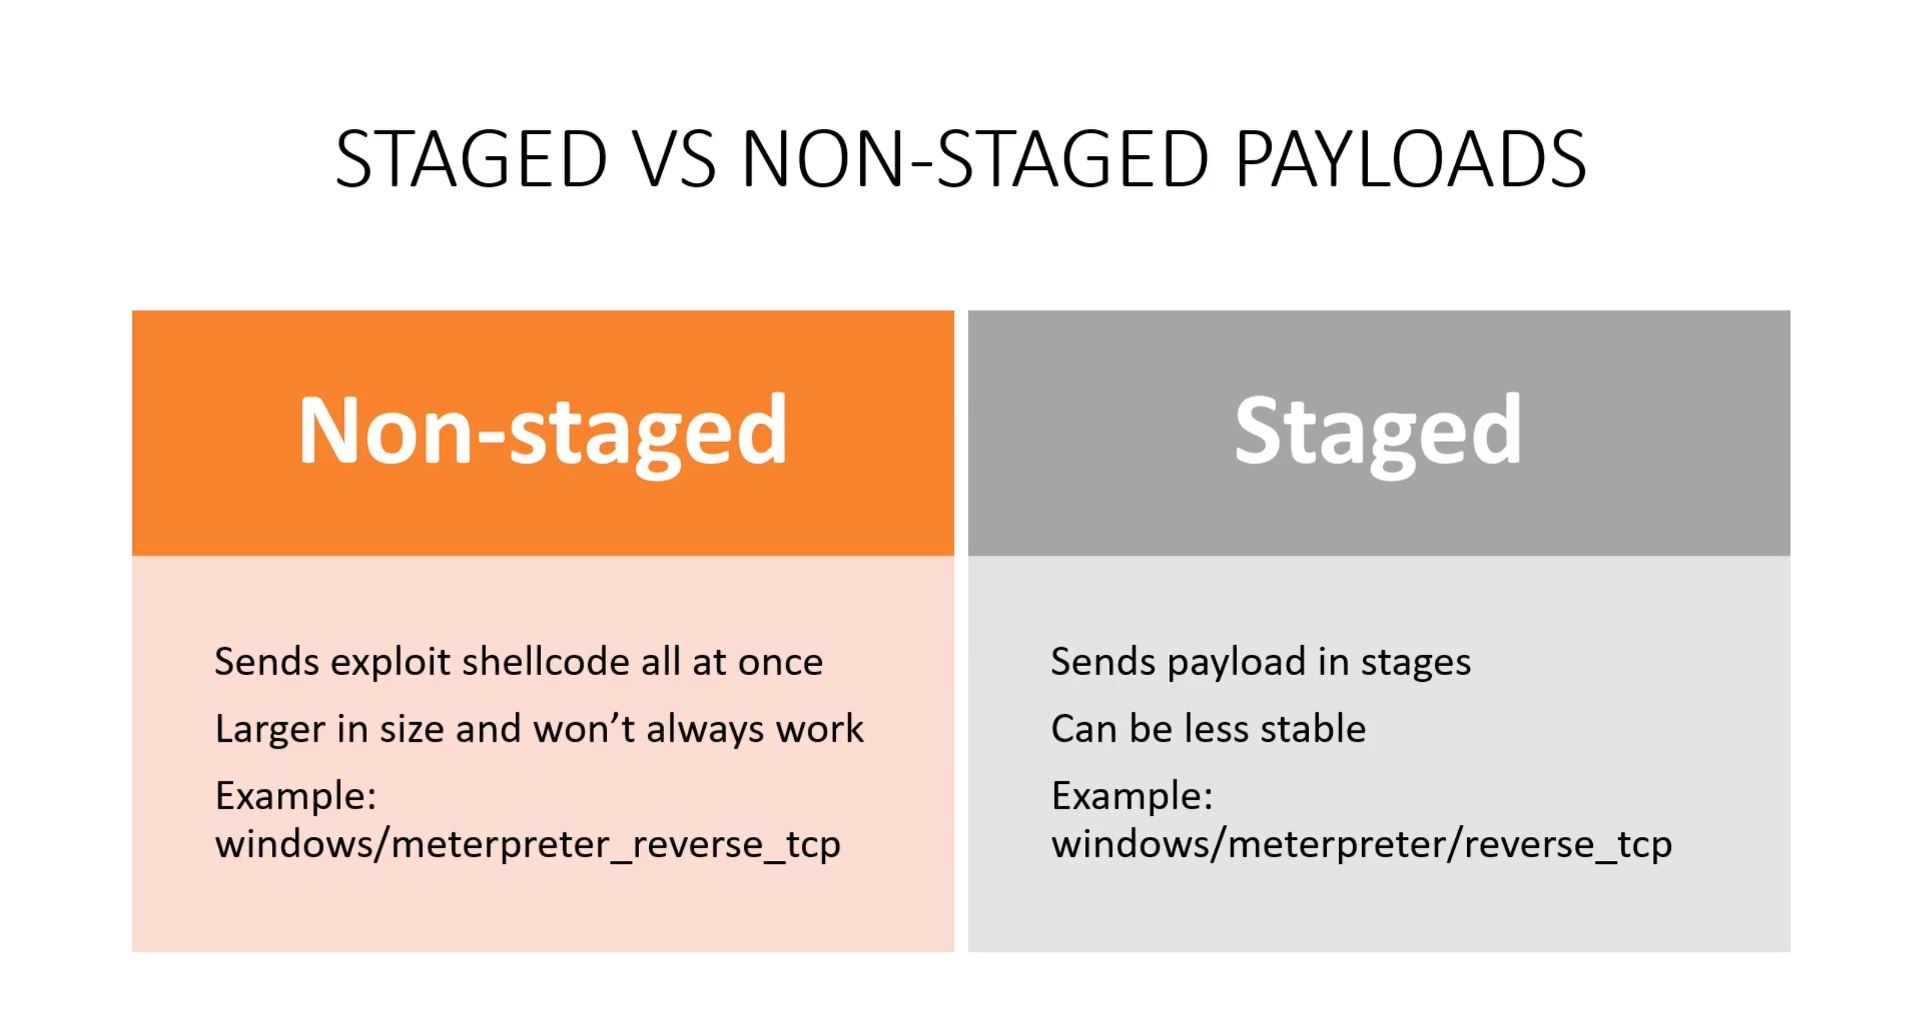 STAGED VS NON-STAGED PAYLOADS
Non-staged
Sends exploit shellcode all at once
Larger in size and won’t always work
Example:
windows/meterpreter_reverse_tcp
Staged
Sends payload in stages
Can be less stable
Example:
windows/meterpreter/reverse_tcp